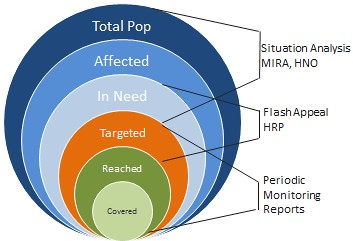 Total Pop
Affected
In Need
Targeted
Reached
Covered
Situation Analysis
MIRA, HNO
Flash Appeal
HRP
Periodic
Monitoring
Reports